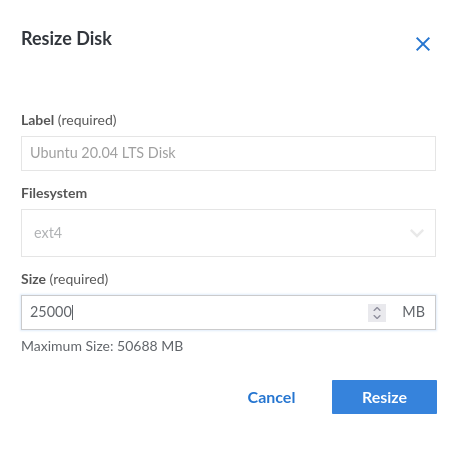 Resize Disk
Label (required)
Ubuntu 20.04 LTS Disk
Filesystem
ext4
Size (required)
25000 MB
Maximum Size: 50688 MB
Cancel Resize